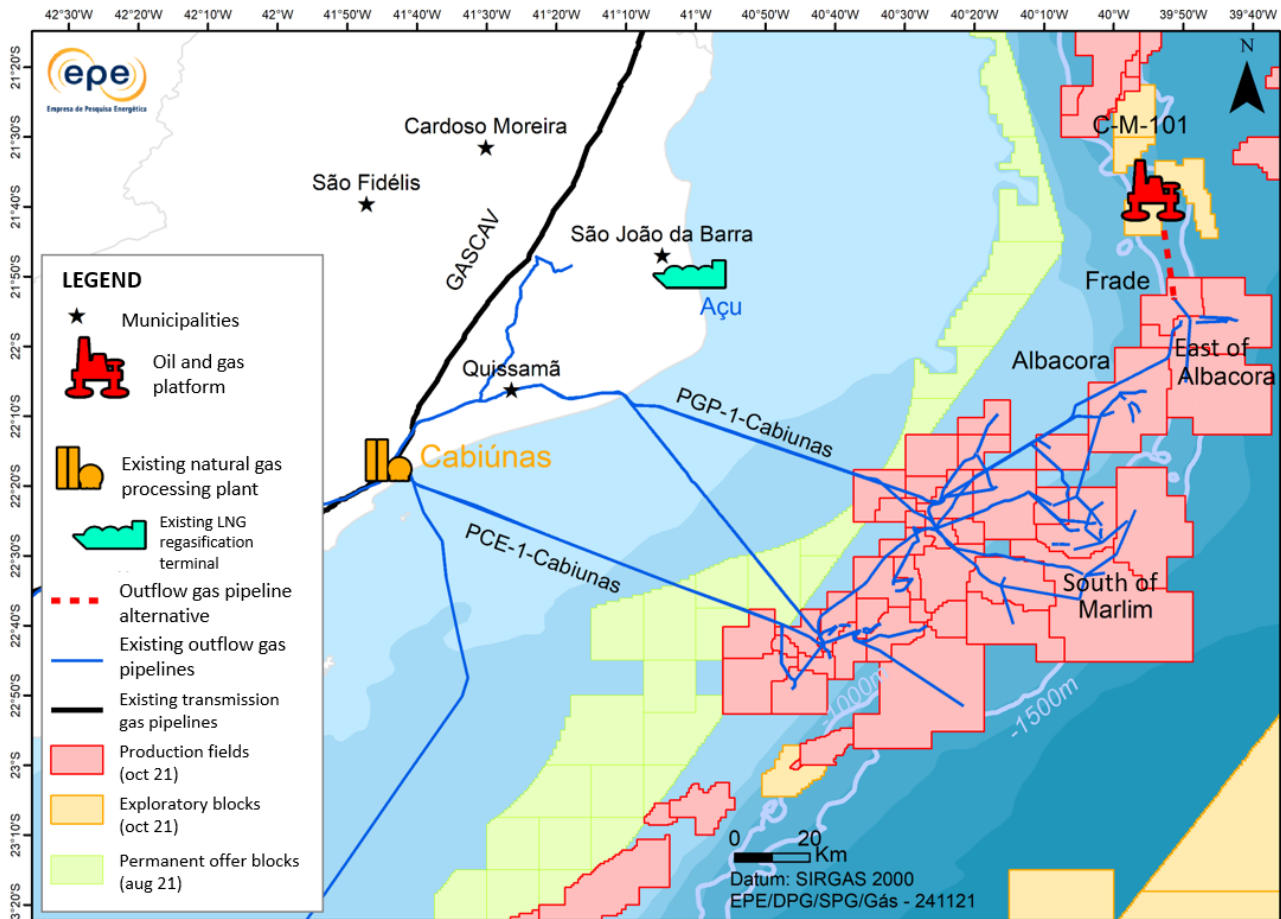 42°10'W 42°W 41°50'W 41°40'W 41°30'W 41°20'W 41°10'W 41°W 40°50'W 40°40'W 40°30'W 40°20'W 40°10'W 40°W 39°50'W 39°40'W
21°20'S
21°30'S
21°40'S
21°50'S
22°S
22°10'S
22°20'S
22°30'S
22°40'S
22°50'S
23°S
23°10'S
3°20'S
epe
Empresa de Pesquisa Energética
N
C-M-101
Cardoso Moreira
São Fidélis
GASCAV
São João da Barra
Açu
Frade
Quissamã
Albacora
East of
Albacora
PGP-1-Cabiunas
Cabiúnas
PCE-1-Cabiunas
South of
Marlim
-1000m
-1500m
LEGEND
Municipalities
Oil and gas
platform
Existing natural gas
processing plant
Existing LNG
regasification
terminal
Outflow gas pipeline
alternative
Existing outflow gas
pipelines
Existing transmission
gas pipelines
Production fields
(oct 21)
Exploratory blocks
(oct 21)
Permanent offer blocks
(aug 21)
0 20
Km
Datum: SIRGAS 2000
EPE/DPG/SPG/Gás - 241121